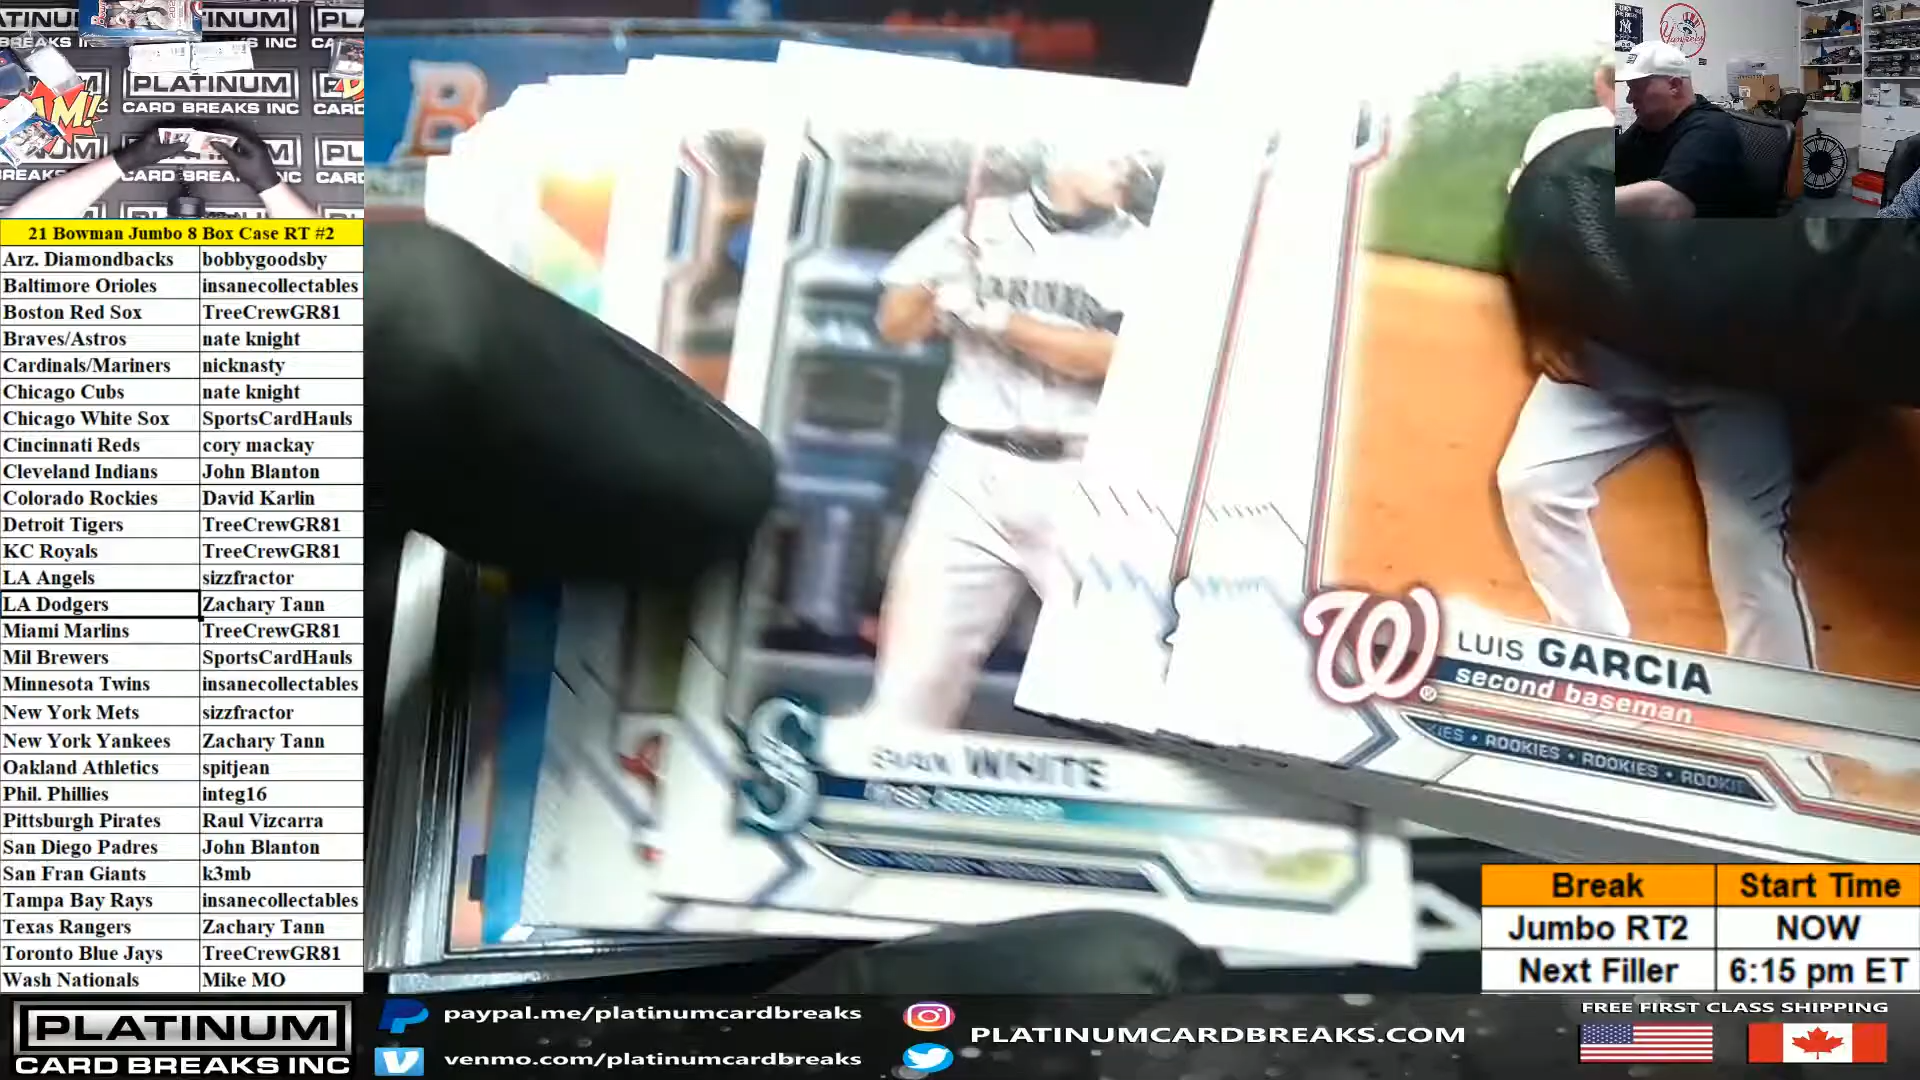 PLATINUM
CARD BREAKS INC
21 Bowman Jumbo 8 Box Case RT #2
Arz. Diamondbacks bobbygoodsby
Baltimore Orioles insanecollectables
Boston Red Sox TreeCrewGR81
Braves/Astros nate knight
Cardinals/Mariners nicknasty
Chicago Cubs nate knight
Chicago White Sox SportsCardHauls
Cincinnati Reds cory mackay
Cleveland Indians John Blanton
Colorado Rockies David Karlin
Detroit Tigers TreeCrewGR81
KC Royals TreeCrewGR81
LA Angels sizzfractor
LA Dodgers Zachary Tann
Miami Marlins TreeCrewGR81
Mil Brewers SportsCardHauls
Minnesota Twins insanecollectables
New York Mets sizzfractor
New York Yankees Zachary Tann
Oakland Athletics spitjean
Phil. Phillies integ16
Pittsburgh Pirates Raul Vizcarra
San Diego Padres John Blanton
San Fran Giants k3mb
Tampa Bay Rays insanecollectables
Texas Rangers Zachary Tann
Toronto Blue Jays TreeCrewGR81
Wash Nationals Mike MO
B
S
EVAN WHITE
first baseman
W
LUIS GARCIA
second baseman
ROOKIES • ROOKIES •
Yankees
Break Start Time
Jumbo RT2 NOW
Next Filler 6:15 pm ET
PLATINUM
CARD BREAKS INC
paypal.me/platinumcardbreaks
venmo.com/platinumcardbreaks
PLATINUMCARDBREAKS.COM
FREE FIRST CLASS SHIPPING